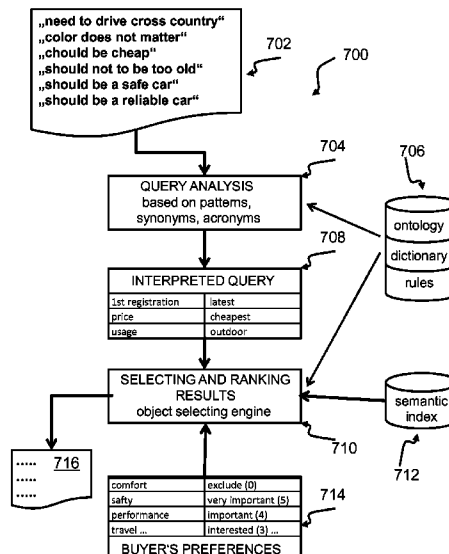 „need to drive cross country“
„color does not matter“
„chould be cheap“
„should not to be too old“
„should be a safe car“
„should be a reliable car“
702
700
704
QUERY ANALYSIS
based on patterns,
synonyms, acronyms
706
ontology
dictionary
rules
708
INTERPRETED QUERY
1st registration latest
price cheapest
usage outdoor
SELECTING AND RANKING
RESULTS
object selecting engine
710
semantic
index
712
..... 716
.....
.....
714
comfort exclude (0)
safty very important (5)
performance important (4)
travel ... interested (3) ...
BUYER'S PREFERENCES